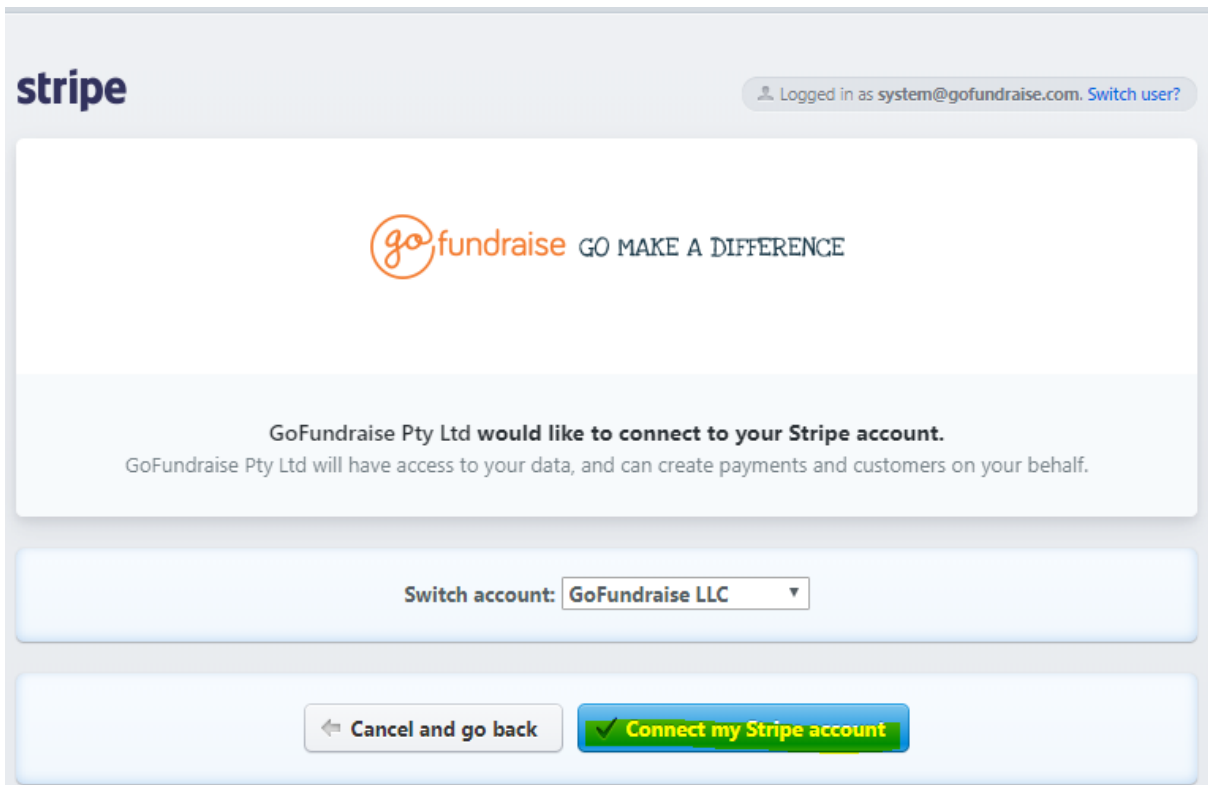 stripe
Logged in as system@gofundraise.com. Switch user?
go fundraise GO MAKE A DIFFERENCE
GoFundraise Pty Ltd would like to connect to your Stripe account.
GoFundraise Pty Ltd will have access to your data, and can create payments and customers on your behalf.
Switch account: GoFundraise LLC
Cancel and go back Connect my Stripe account